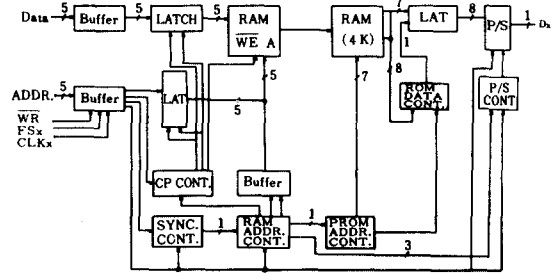 Data
5
Buffer
5
LATCH
5
RAM
WE A
RAM
(4K)
7
LAT
8
P/S
1
Dx
1
5
7
8
ADDR.
5
Buffer
LAT
5
ROM
DATA
CONT.
P/S
CONT
WR
FSx
CLKx
CP CONT.
Buffer
SYNC.
CONT.
1
RAM
ADDR.
CONT.
1
PROM
ADDR.
CONT.
3